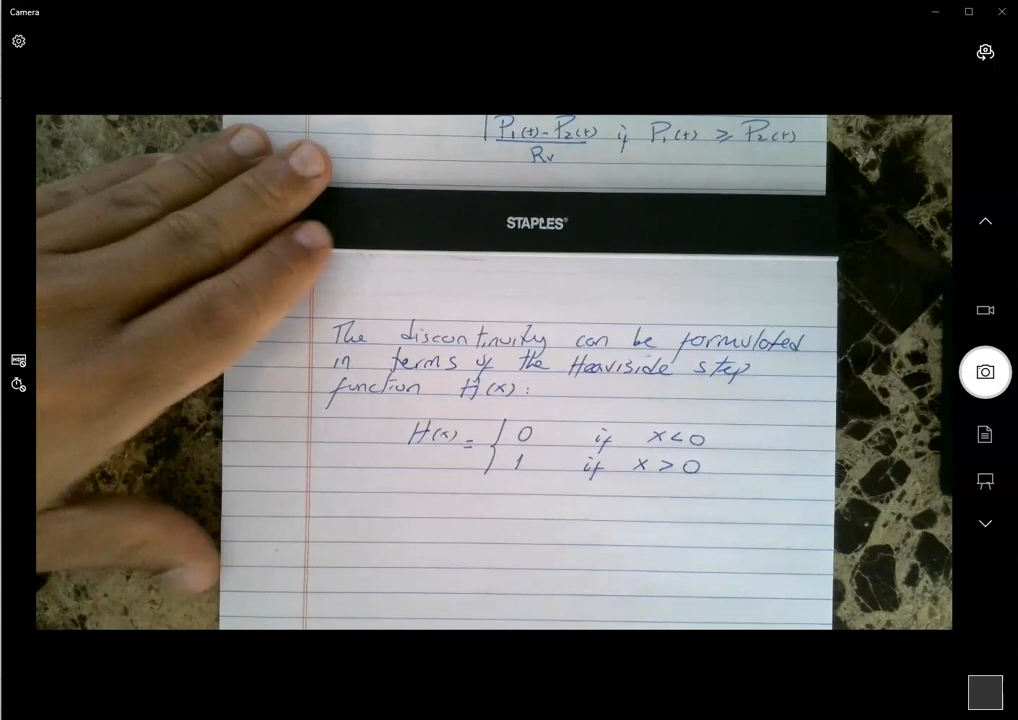 Camera
P₁(t) - P₂(t) if P₁(t) ⩾ P₂(t)
Rv
STAPLES®
The discontinuity can be formulated
in terms of the Heaviside step
function H(x):
H(x) = { 0 if x < 0
1 if x > 0